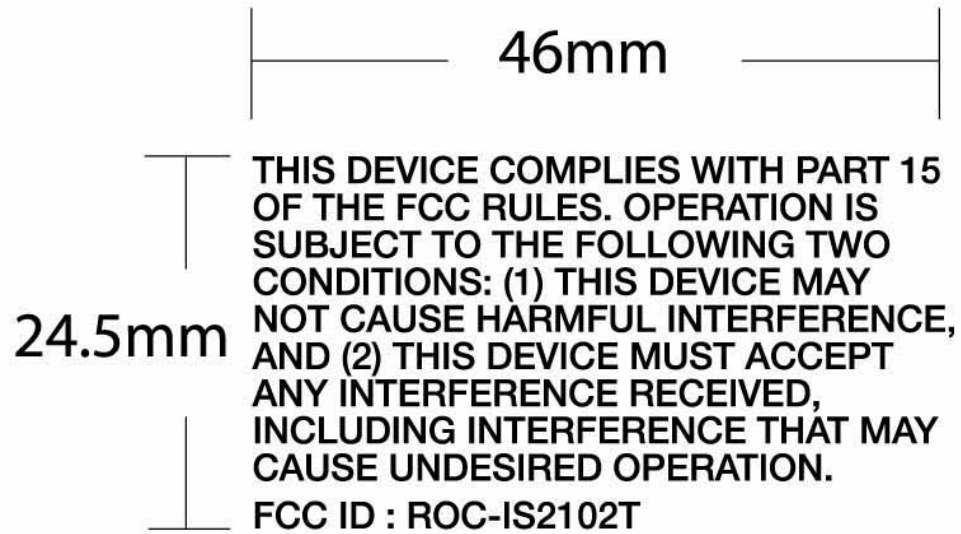 46mm
THIS DEVICE COMPLIES WITH PART 15
OF THE FCC RULES. OPERATION IS
SUBJECT TO THE FOLLOWING TWO
CONDITIONS: (1) THIS DEVICE MAY
NOT CAUSE HARMFUL INTERFERENCE,
AND (2) THIS DEVICE MUST ACCEPT
ANY INTERFERENCE RECEIVED,
INCLUDING INTERFERENCE THAT MAY
CAUSE UNDESIRED OPERATION.
FCC ID : ROC-IS2102T
24.5mm